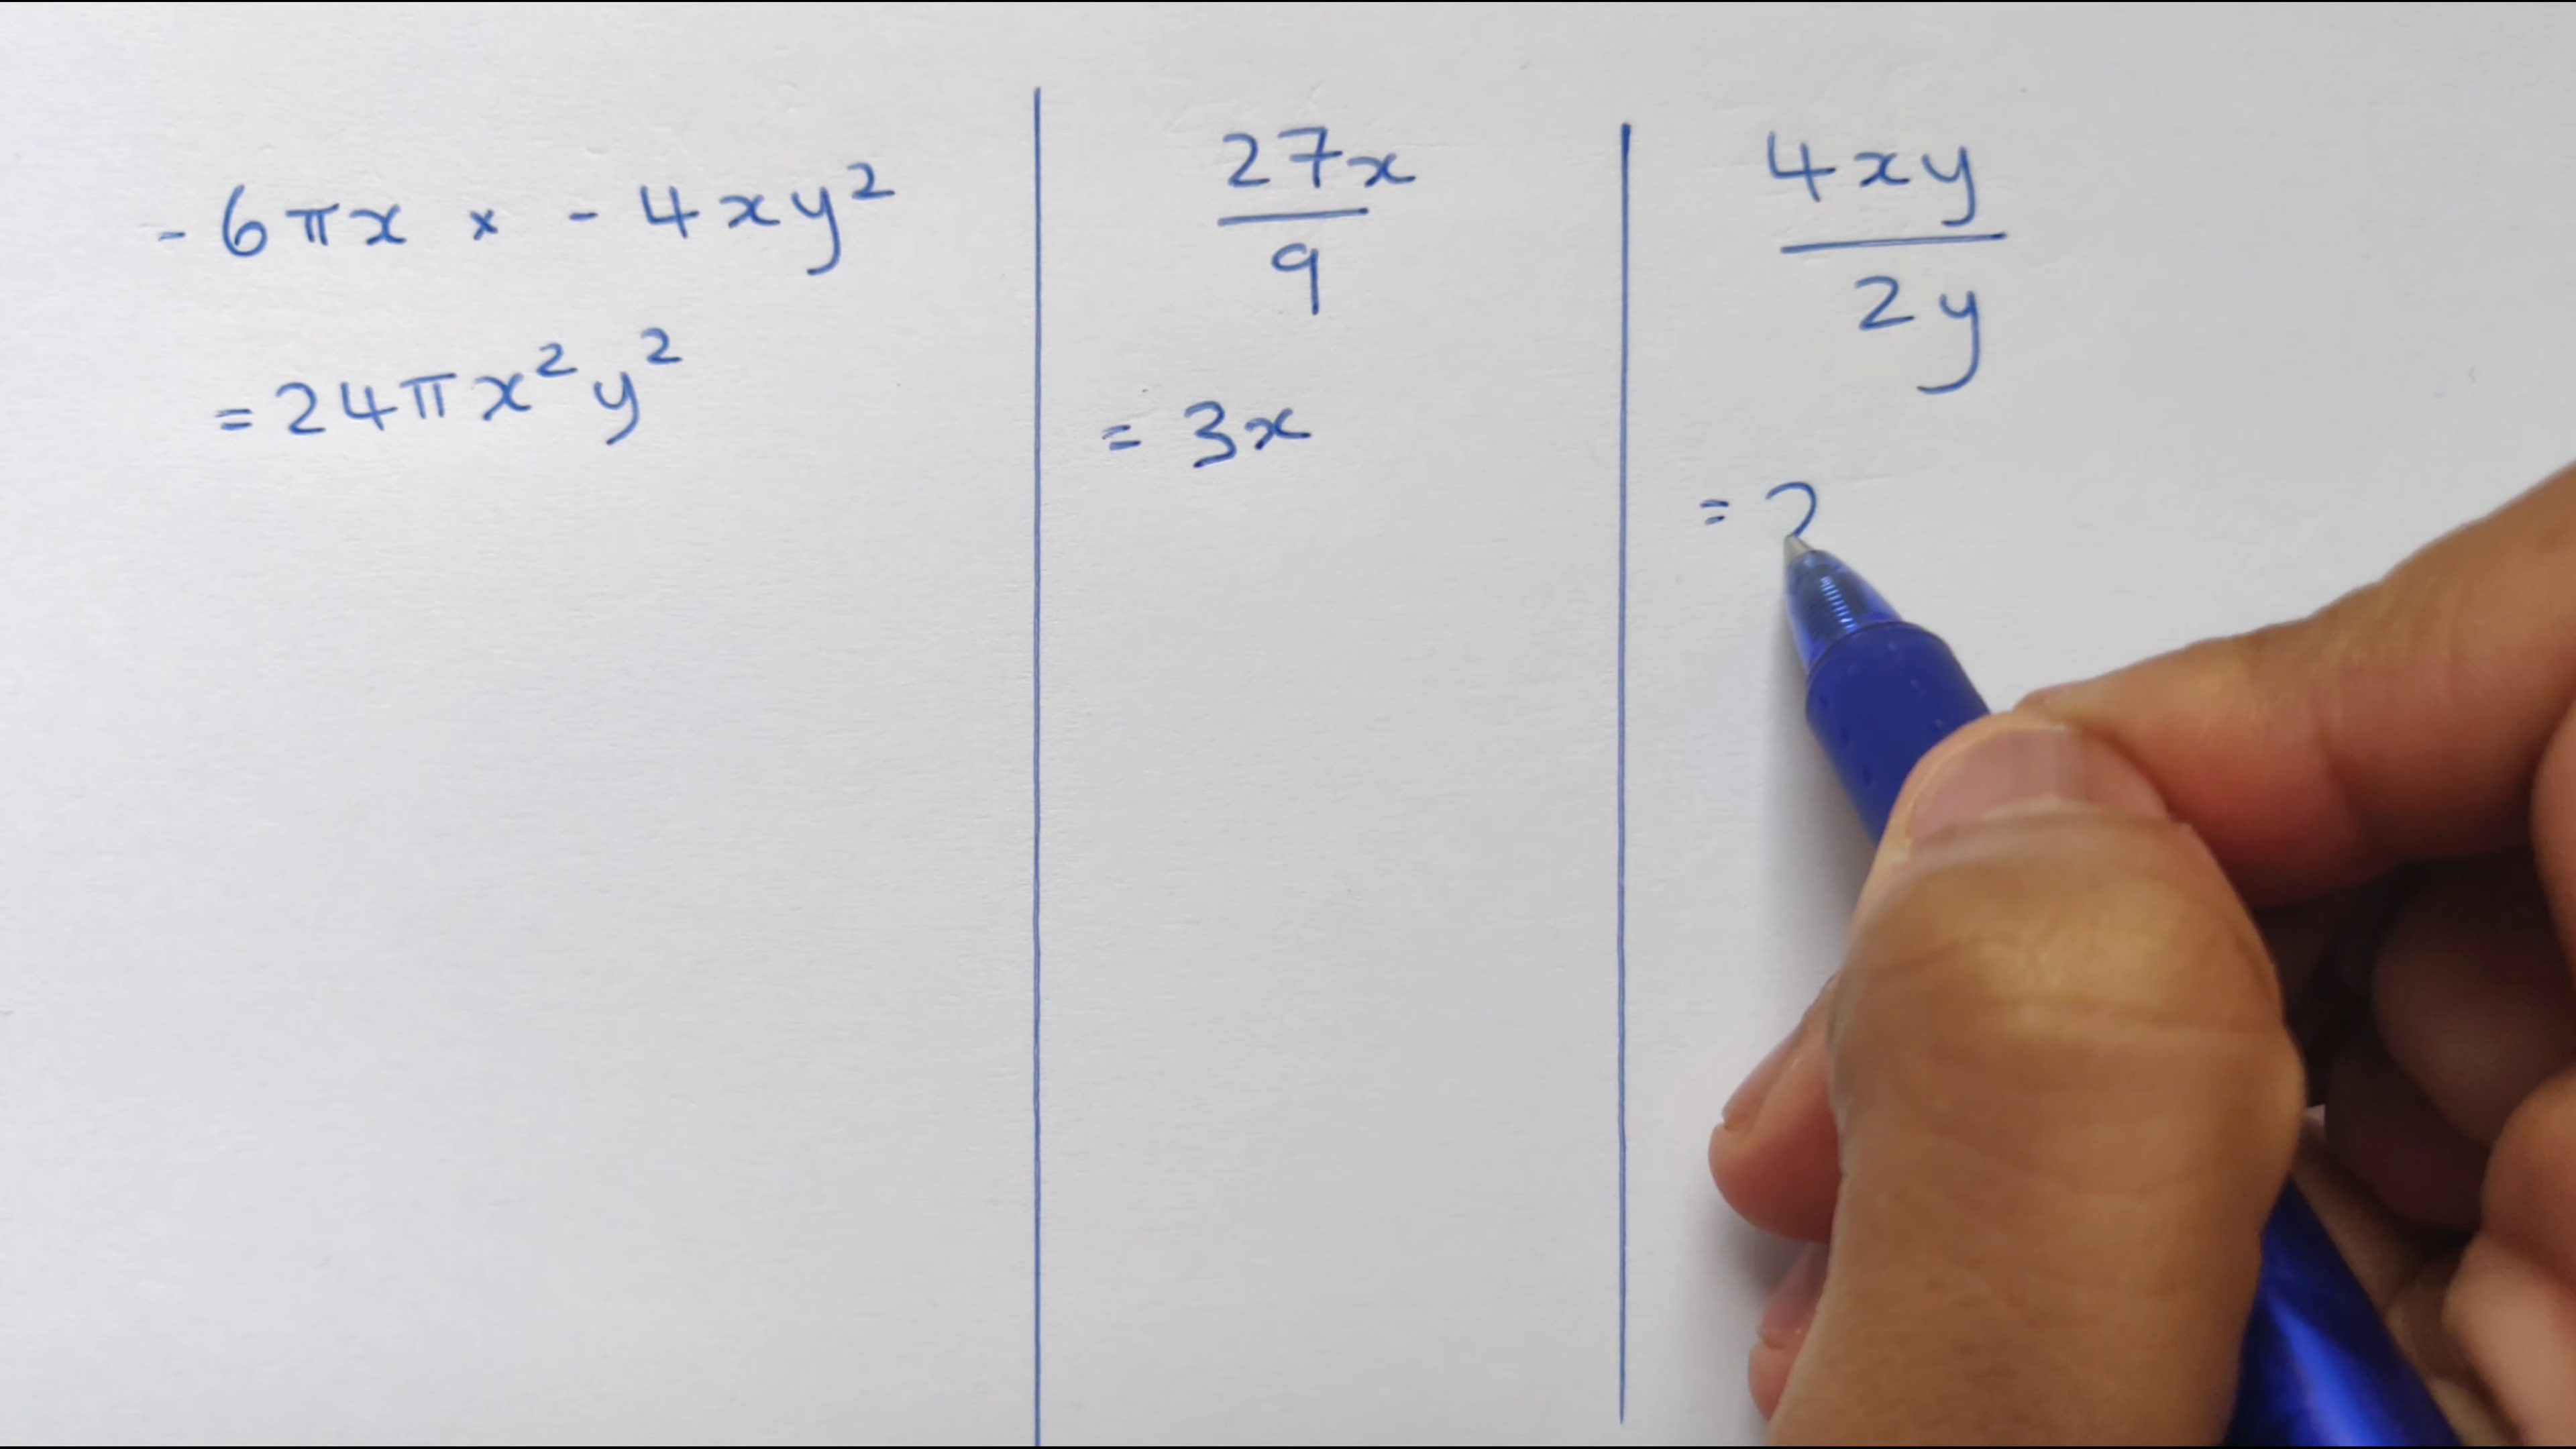 -6πx × -4xy²
= 24πx²y²
27x
9
= 3x
4xy
2y
= 2